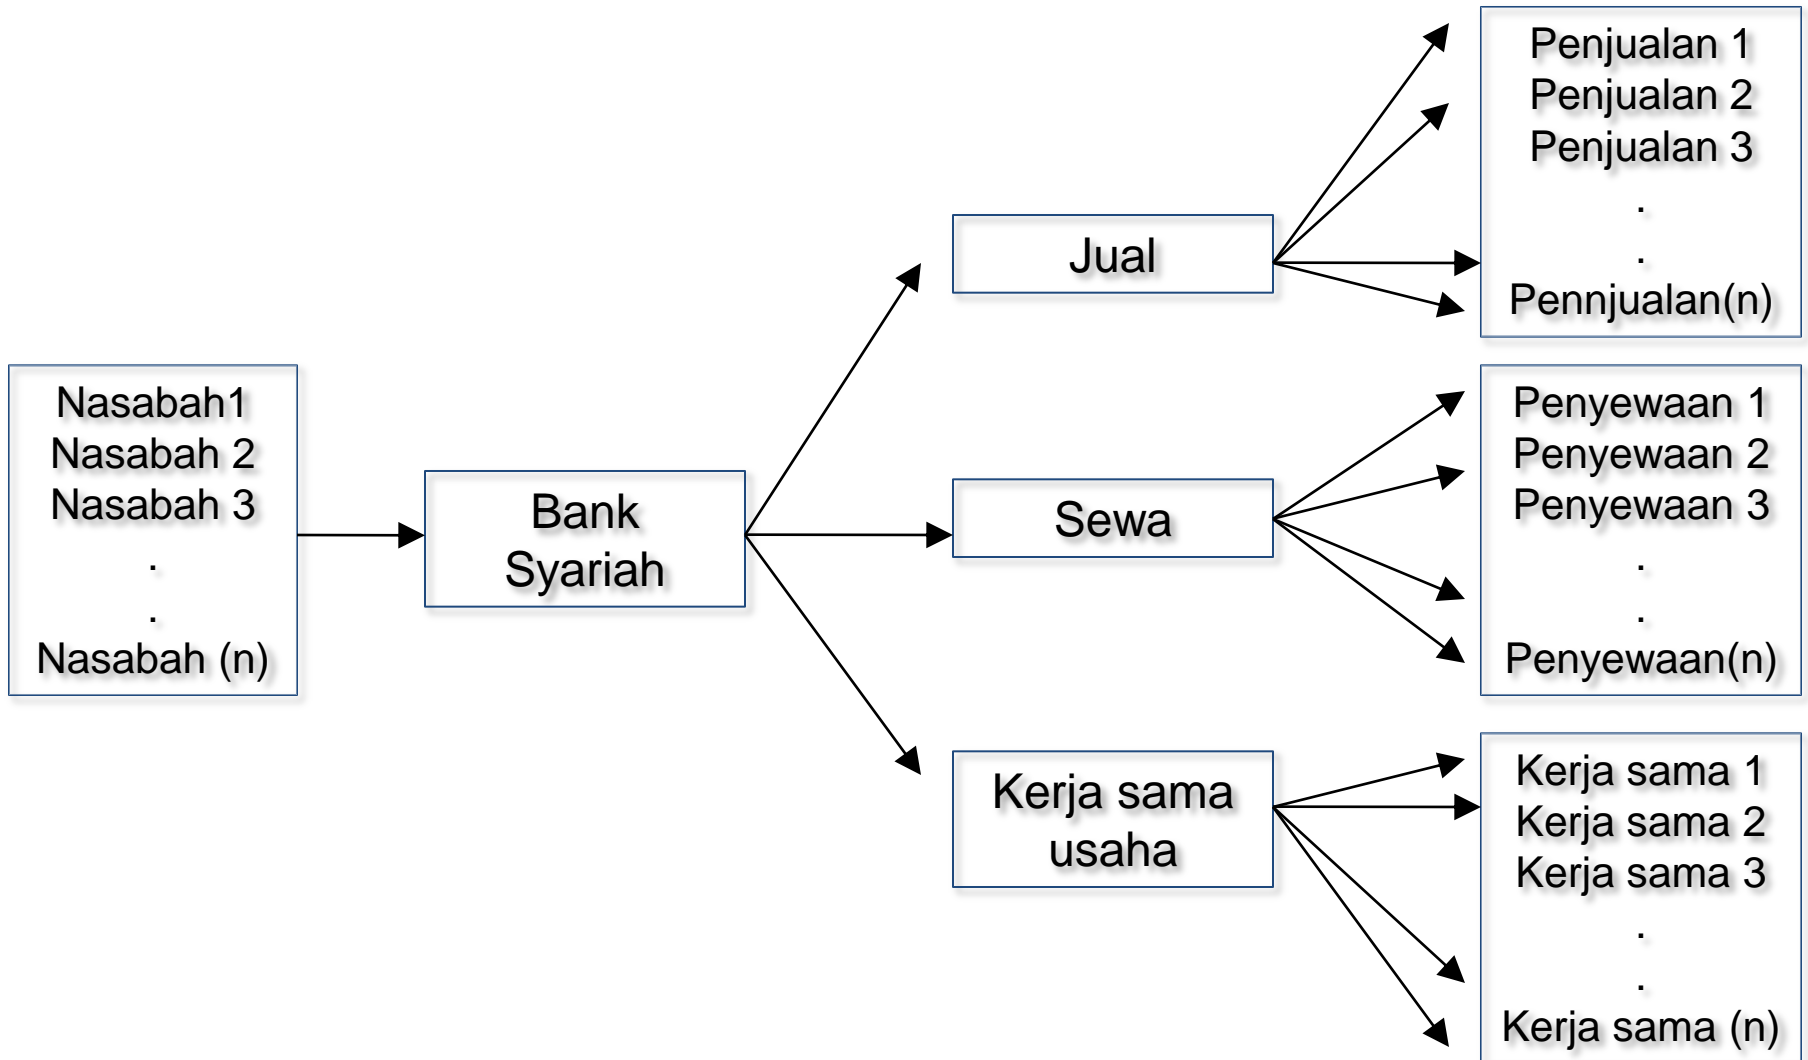 Nasabah1
Nasabah 2
Nasabah 3
.
.
Nasabah (n)
Bank
Syariah
Jual
Sewa
Kerja sama
usaha
Penjualan 1
Penjualan 2
Penjualan 3
.
.
Pennjualan(n)
Penyewaan 1
Penyewaan 2
Penyewaan 3
.
.
Penyewaan(n)
Kerja sama 1
Kerja sama 2
Kerja sama 3
.
.
Kerja sama (n)